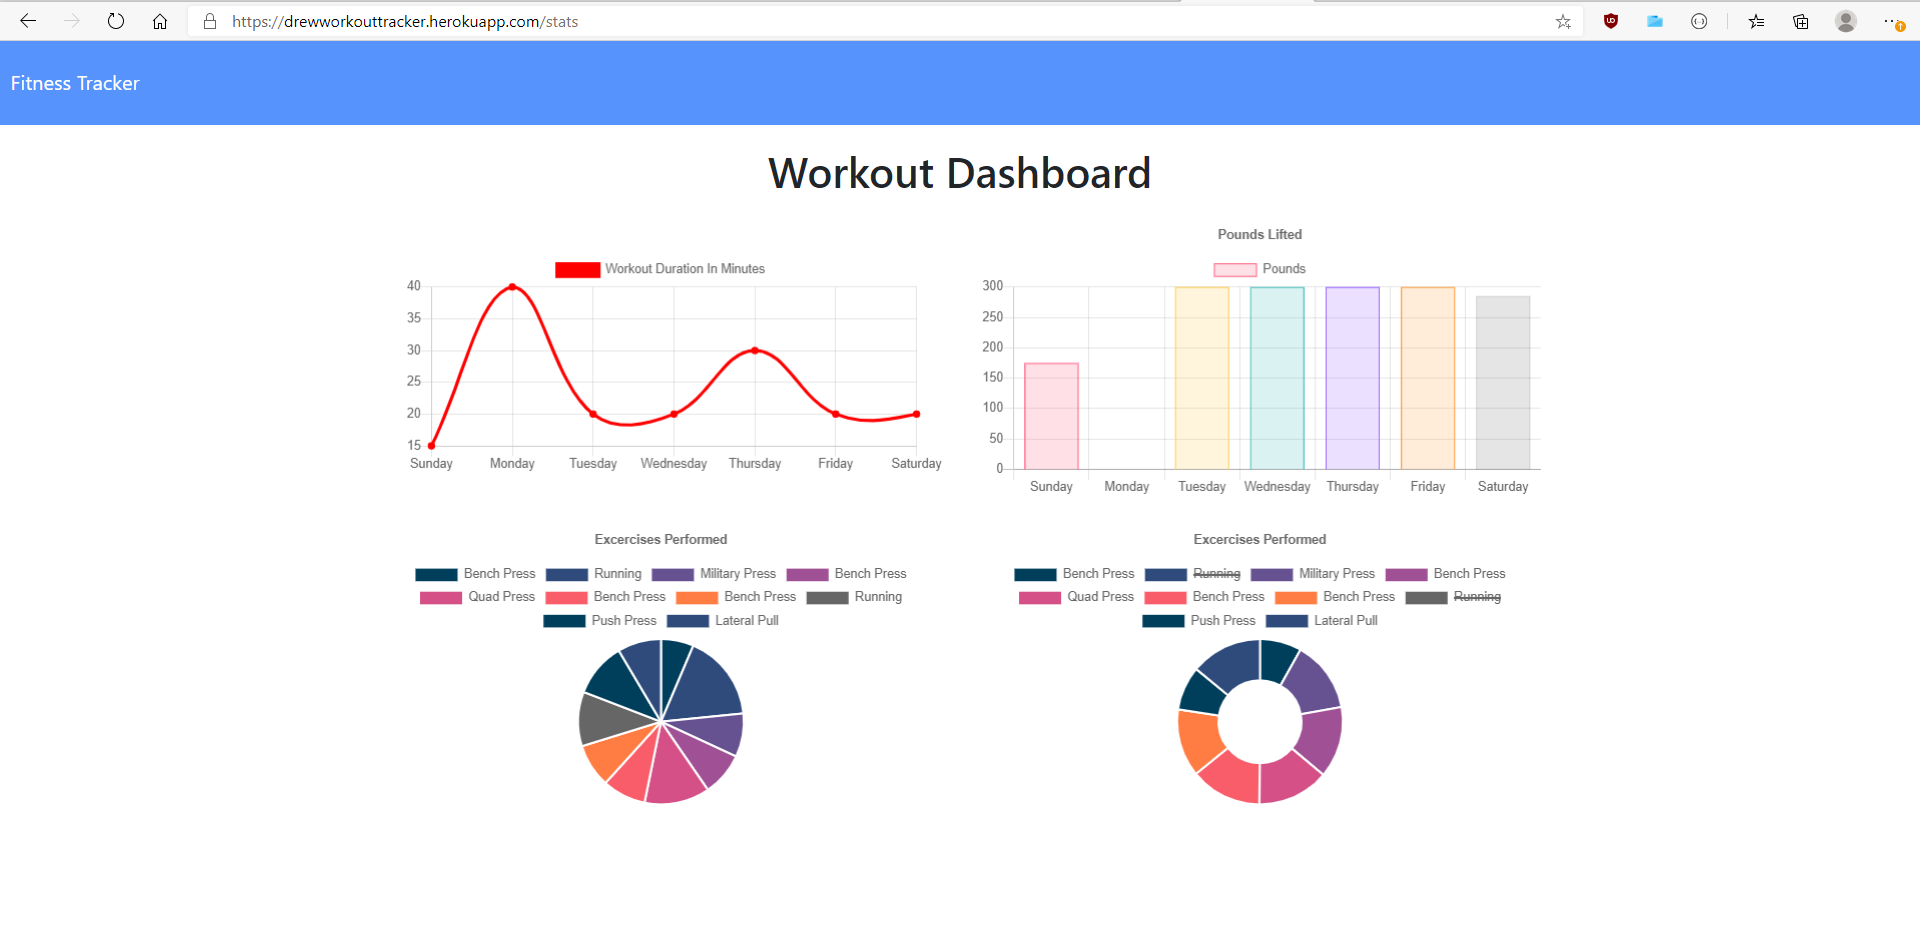 https://drewworkouttracker.herokuapp.com/stats
Fitness Tracker
Workout Dashboard
Workout Duration In Minutes
40
35
30
25
20
15
Sunday Monday Tuesday Wednesday Thursday Friday Saturday
Pounds Lifted
Pounds
300
250
200
150
100
50
0
Sunday Monday Tuesday Wednesday Thursday Friday Saturday
Excercises Performed
Bench Press Running Military Press Bench Press
Quad Press Bench Press Bench Press Running
Push Press Lateral Pull
Excercises Performed
Bench Press Running Military Press Bench Press
Quad Press Bench Press Bench Press Running
Push Press Lateral Pull